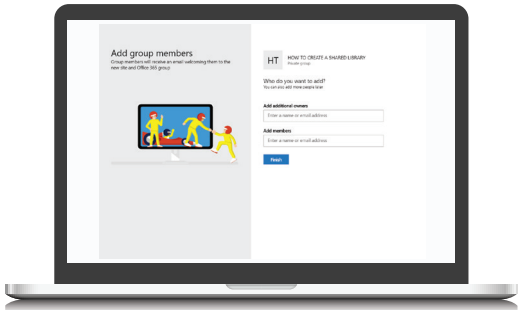 Add group members
Group members will receive an email welcoming them to the
new site and Office 365 group
HT
HOW TO CREATE A SHARED LIBRARY
Private group
Who do you want to add?
You can also add more people later
Add additional owners
Enter a name or email address
Add members
Enter a name or email address
Finish